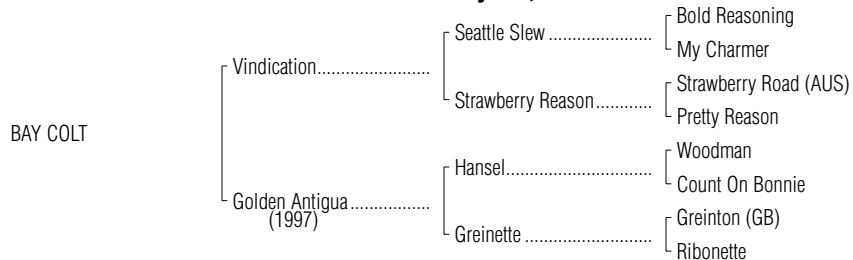 Bold Reasoning
Seattle Slew ......................
My Charmer
Vindication........................
Strawberry Road (AUS)
Strawberry Reason............
Pretty Reason
BAY COLT
Woodman
Hansel...............................
Count On Bonnie
Golden Antigua.................
(1997)
Greinton (GB)
Greinette ...........................
Ribonette